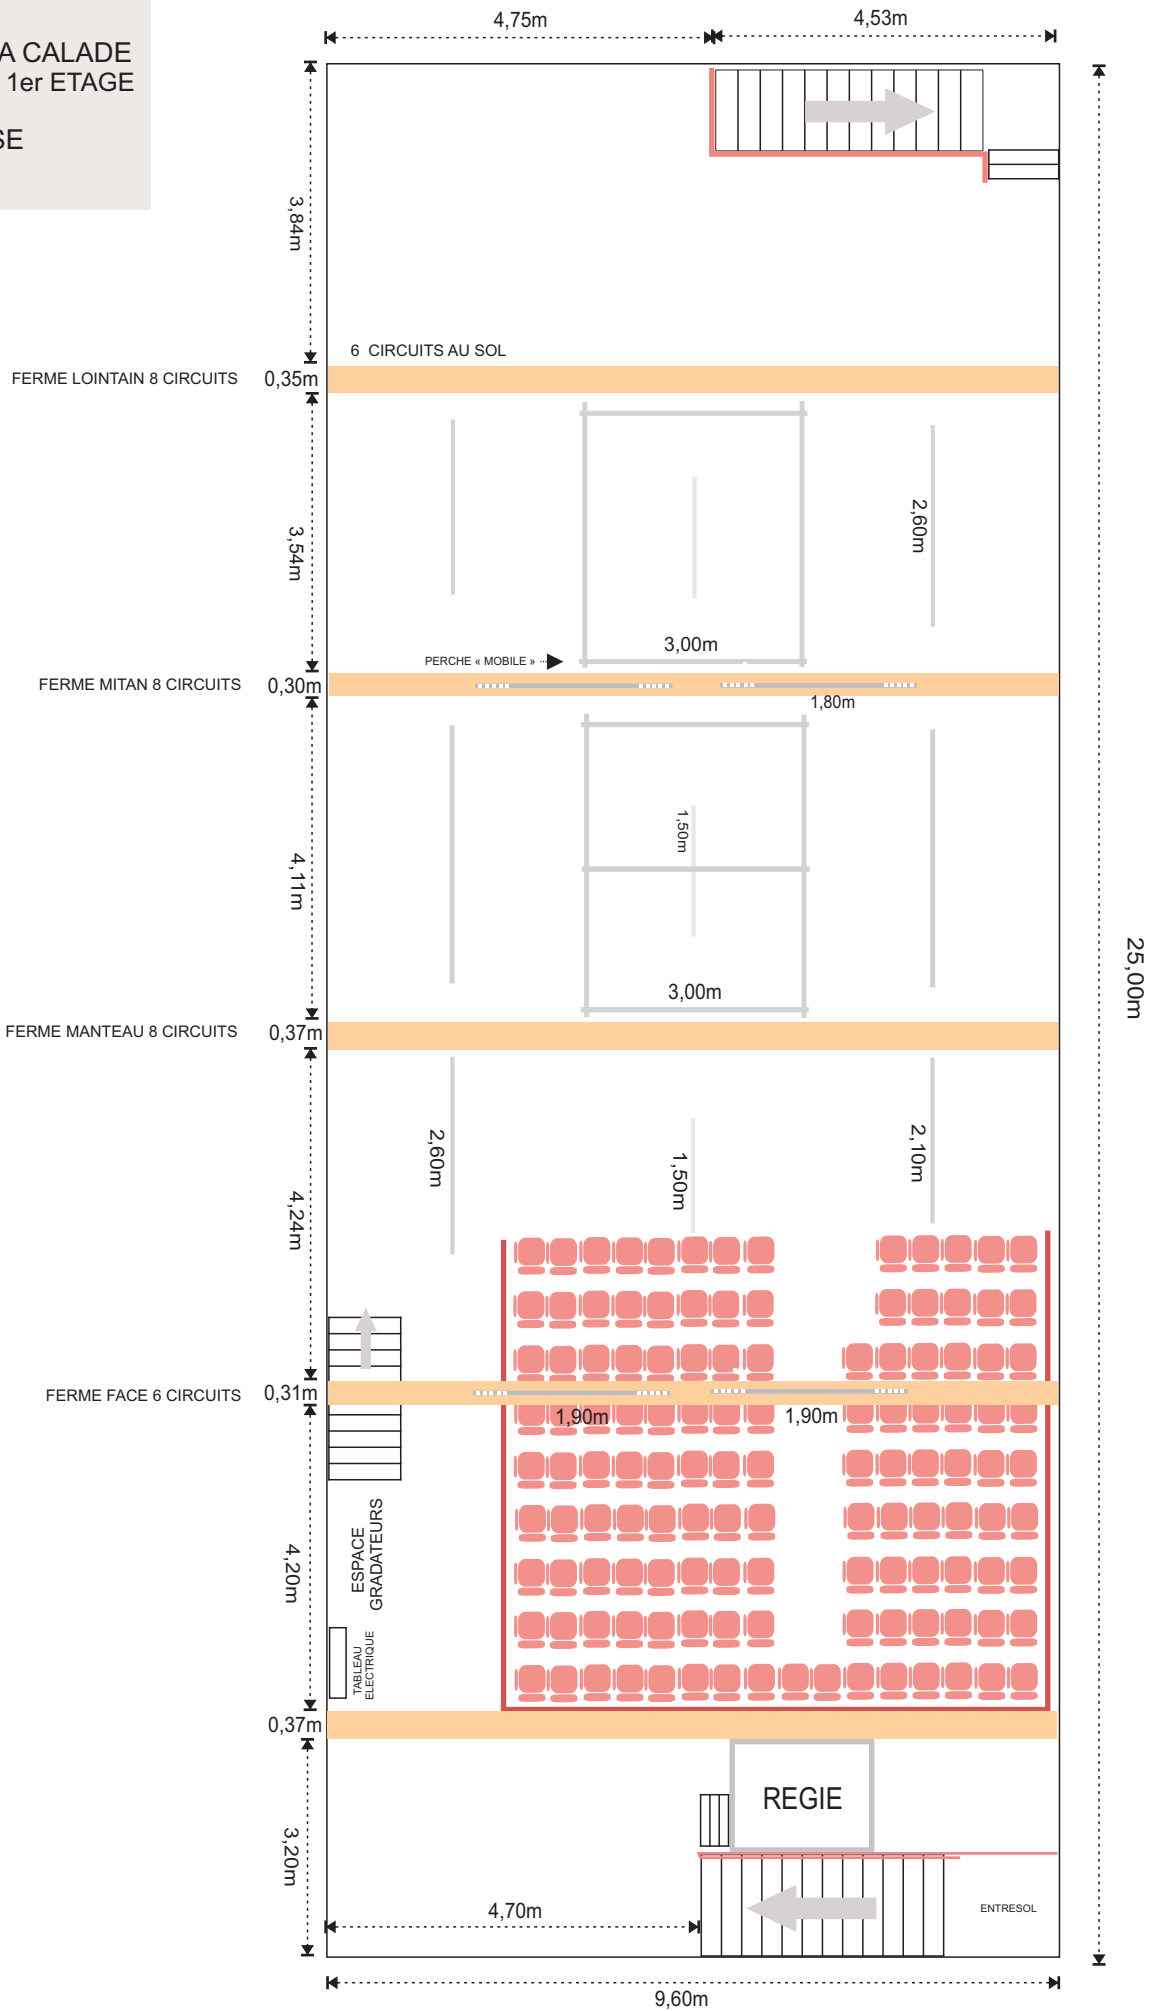 A CALADE
1er ETAGE
SE
4,75m
4,53m
3,84m
6 CIRCUITS AU SOL
FERME LOINTAIN 8 CIRCUITS
0,35m
3,54m
2,60m
3,00m
PERCHE « MOBILE »
FERME MITAN 8 CIRCUITS
0,30m
1,80m
1,50m
4,11m
25,00m
3,00m
FERME MANTEAU 8 CIRCUITS
0,37m
2,60m
1,50m
2,10m
4,24m
FERME FACE 6 CIRCUITS
0,31m
1,90m
1,90m
ESPACE
GRADATEURS
4,20m
TABLEAU
ELECTRIQUE
0,37m
REGIE
3,20m
4,70m
ENTRESOL
9,60m